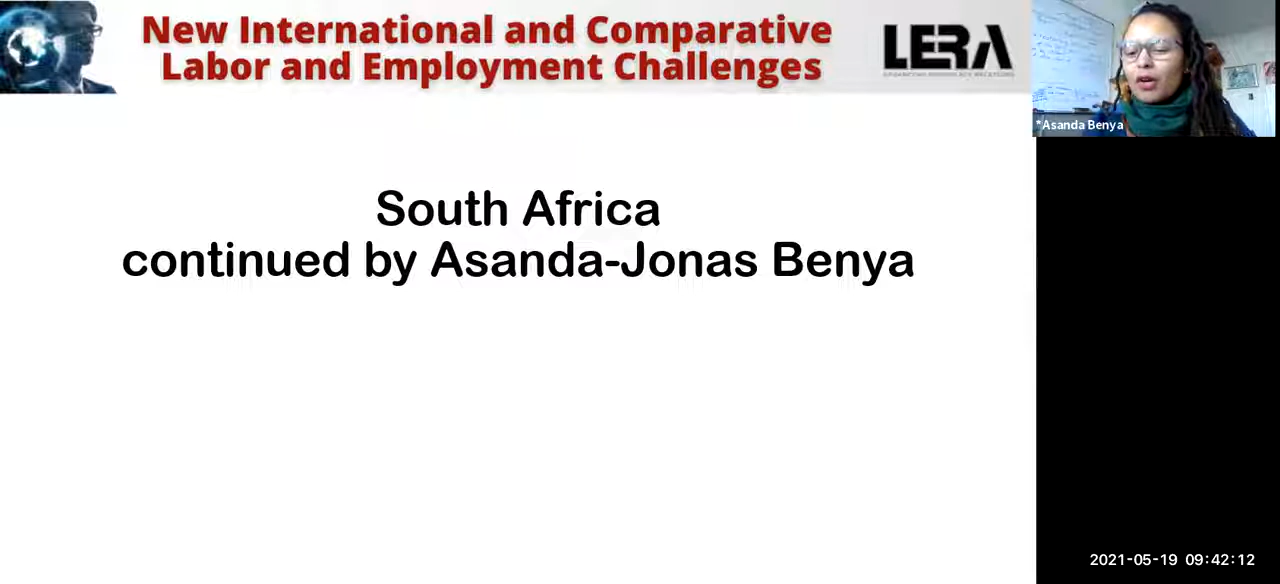 New International and Comparative
Labor and Employment Challenges
LERA
*Asanda Benya
South Africa
continued by Asanda-Jonas Benya
2021-05-19 09:42:12